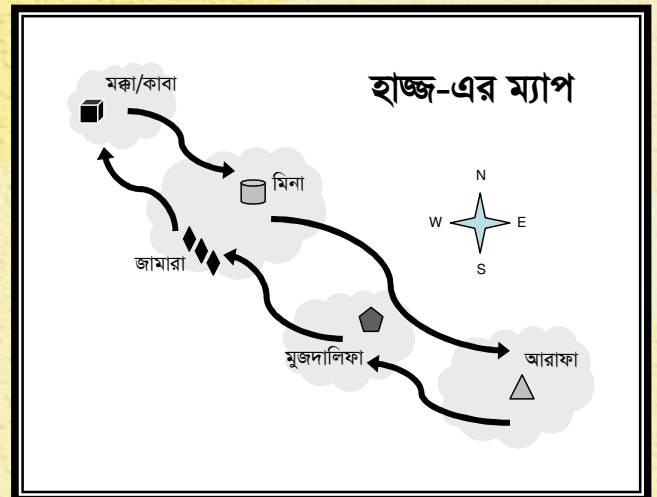 হাজ্জ-এর ম্যাপ
মক্কা/কাবা
মিনা
জামারা
মুজদালিফা
আরাফা
N
W
E
S